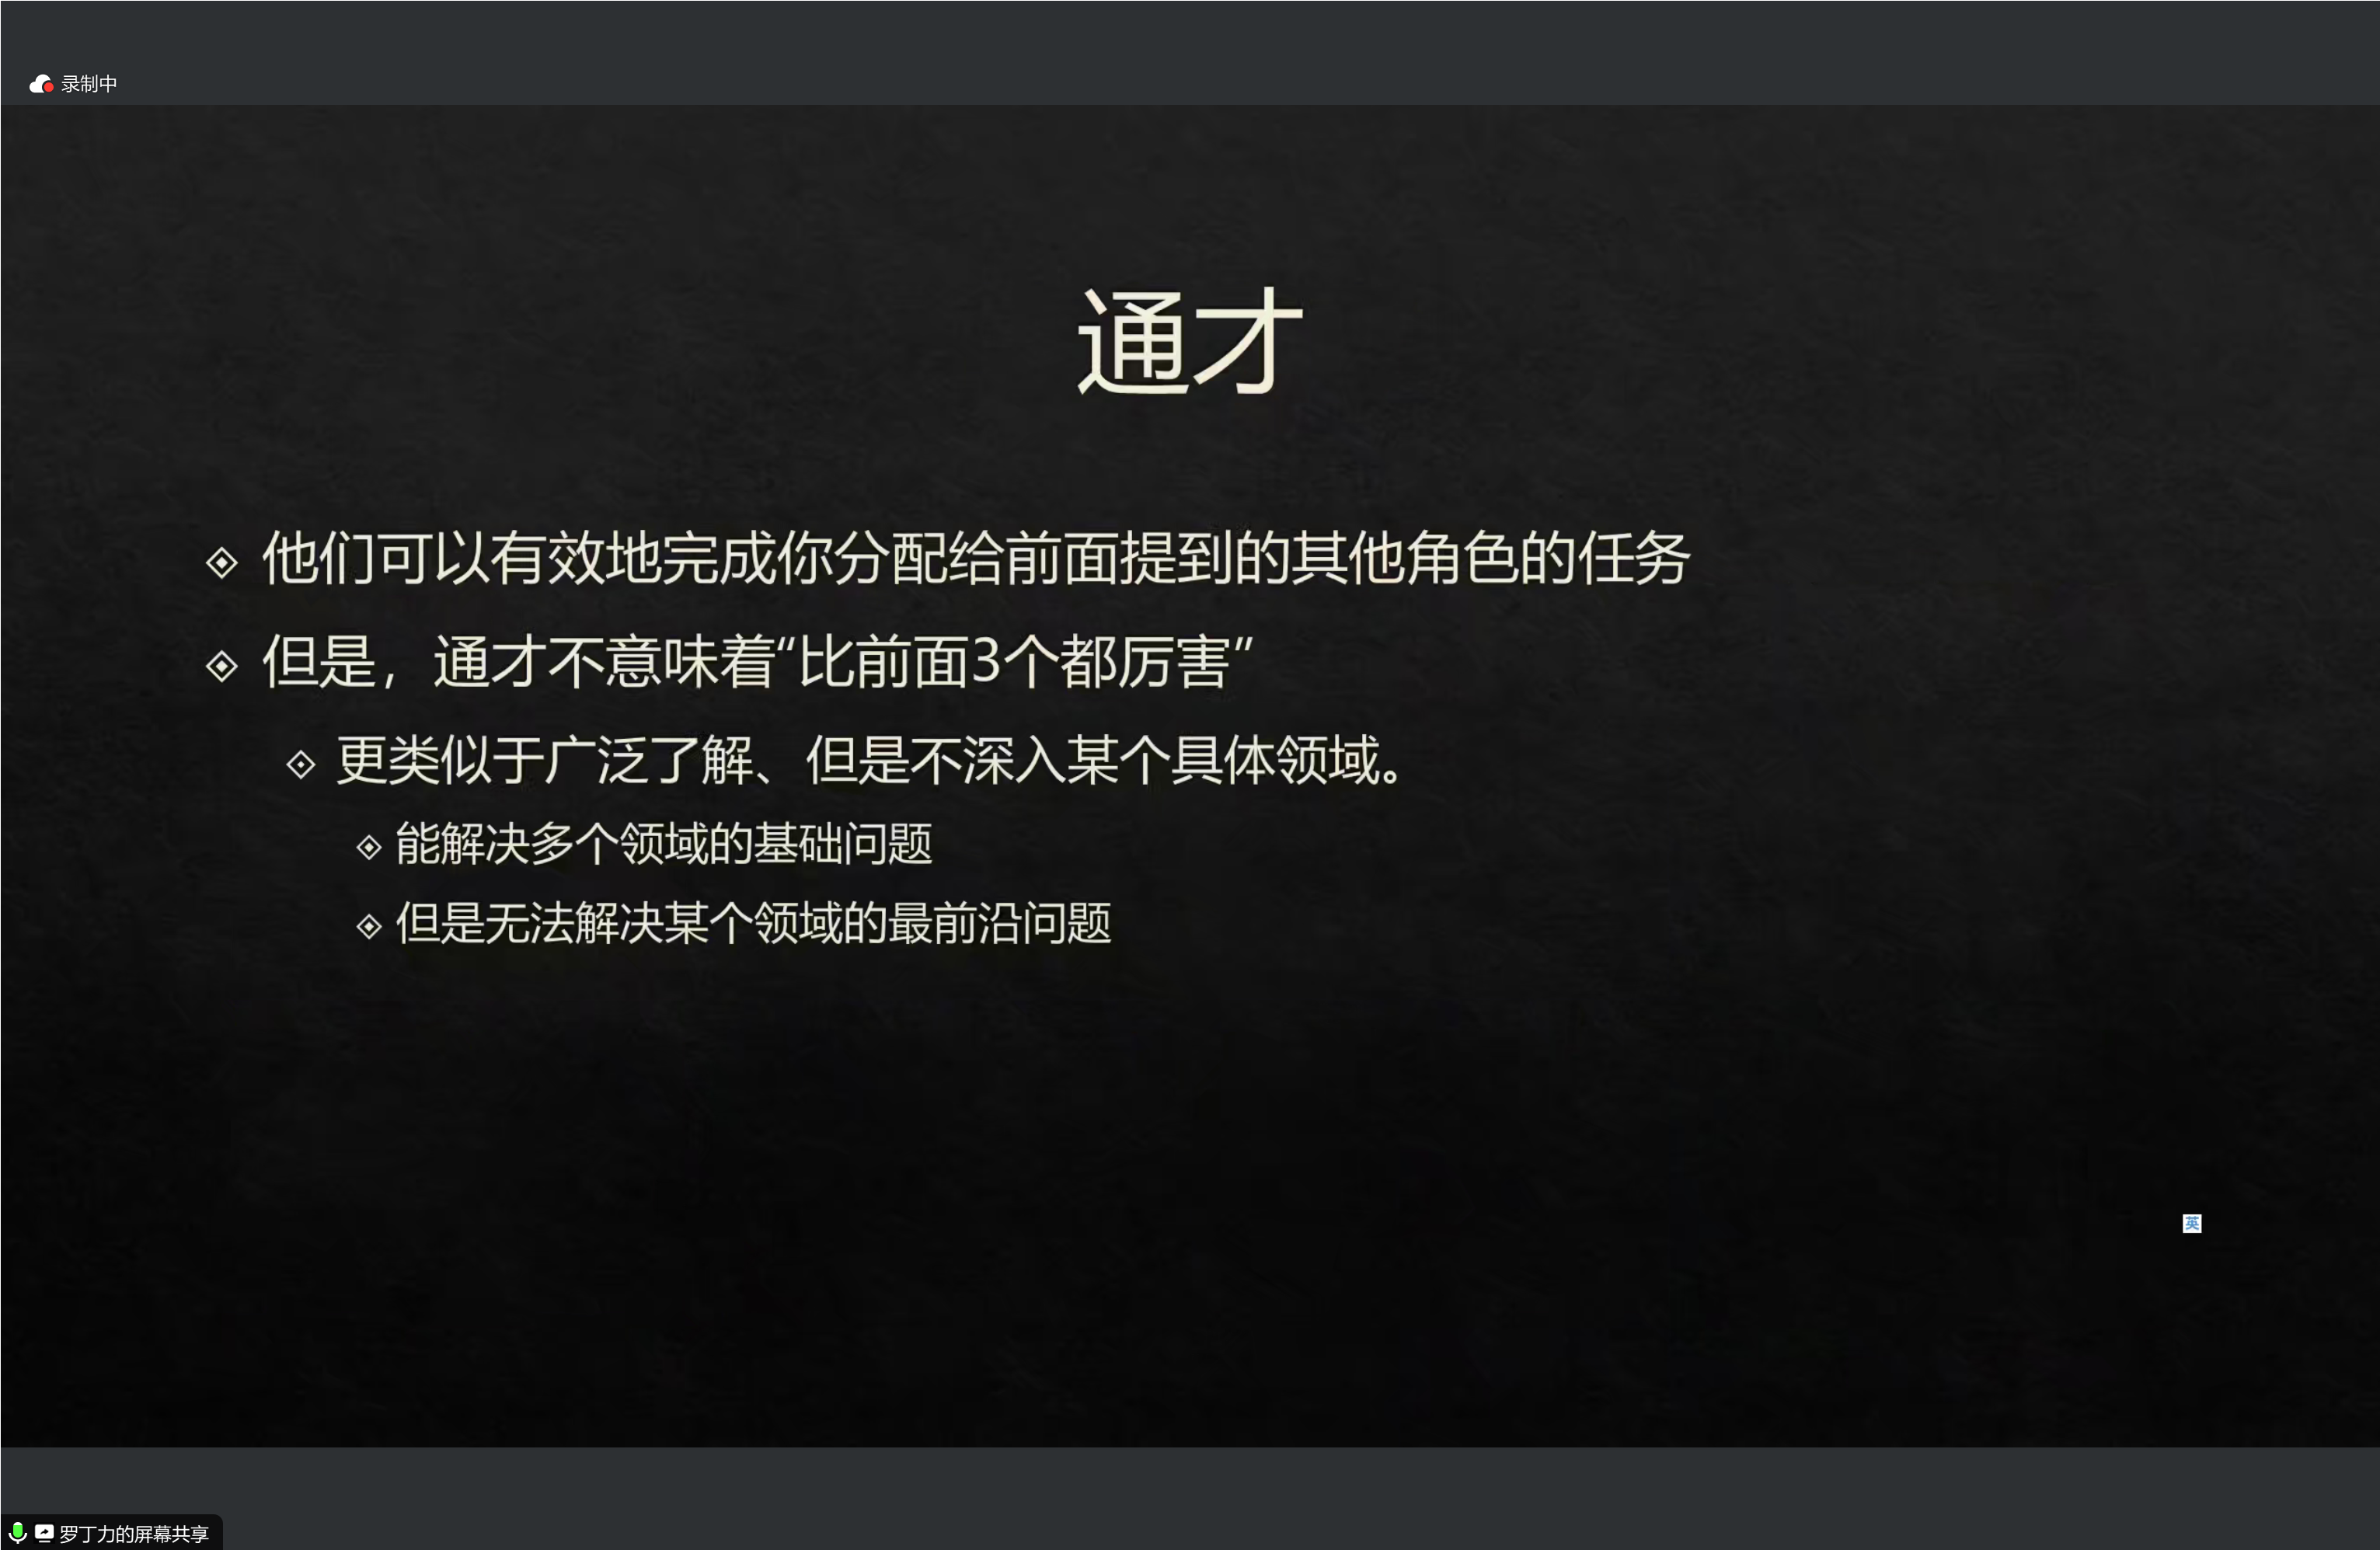 录制中
通才
他们可以有效地完成你分配给前面提到的其他角色的任务
但是，通才不意味着“比前面3个都厉害”
更类似于广泛了解、但是不深入某个具体领域。
能解决多个领域的基础问题
但是无法解决某个领域的最前沿问题
英
罗丁力的屏幕共享